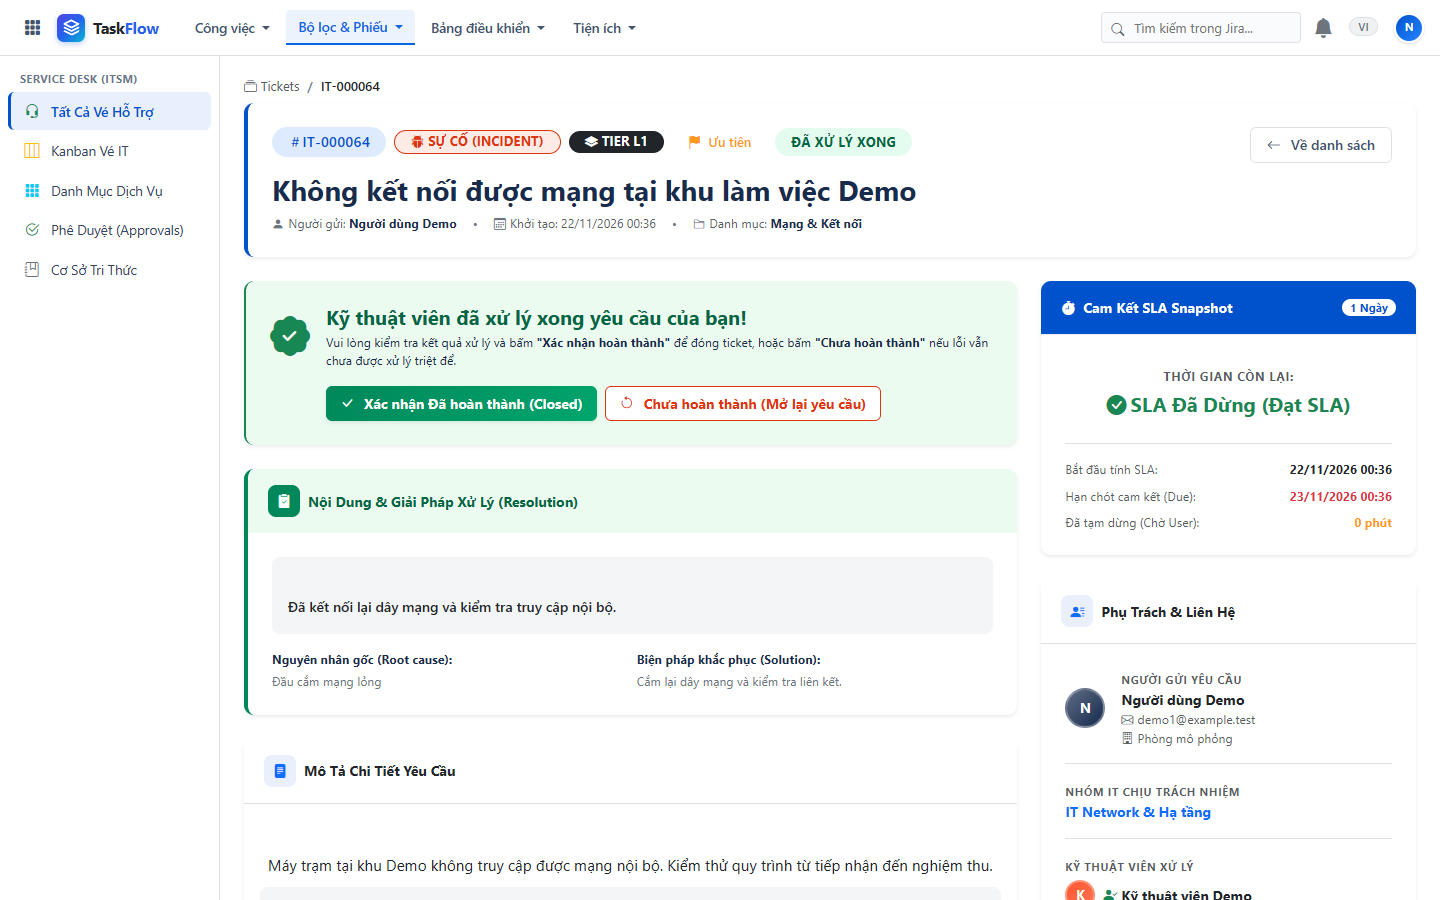 TaskFlow
Công việc
Bộ lọc & Phiếu
Bảng điều khiển
Tiện ích
Tìm kiếm trong Jira...
VI
N
SERVICE DESK (ITSM)
Tất Cả Vé Hỗ Trợ
Kanban Vé IT
Danh Mục Dịch Vụ
Phê Duyệt (Approvals)
Cơ Sở Tri Thức
Tickets / IT-000064
# IT-000064
SỰ CỐ (INCIDENT)
TIER L1
Ưu tiên
ĐÃ XỬ LÝ XONG
Về danh sách
Không kết nối được mạng tại khu làm việc Demo
Người gửi: Người dùng Demo • Khởi tạo: 22/11/2026 00:36 • Danh mục: Mạng & Kết nối
Kỹ thuật viên đã xử lý xong yêu cầu của bạn!
Vui lòng kiểm tra kết quả xử lý và bấm "Xác nhận hoàn thành" để đóng ticket, hoặc bấm "Chưa hoàn thành" nếu lỗi vẫn
chưa được xử lý triệt để.
Xác nhận Đã hoàn thành (Closed)
Chưa hoàn thành (Mở lại yêu cầu)
Nội Dung & Giải Pháp Xử Lý (Resolution)
Đã kết nối lại dây mạng và kiểm tra truy cập nội bộ.
Nguyên nhân gốc (Root cause):
Đầu cắm mạng lỏng
Biện pháp khắc phục (Solution):
Cắm lại dây mạng và kiểm tra liên kết.
Mô Tả Chi Tiết Yêu Cầu
Máy trạm tại khu Demo không truy cập được mạng nội bộ. Kiểm thử quy trình từ tiếp nhận đến nghiệm thu.
Cam Kết SLA Snapshot
1 Ngày
THỜI GIAN CÒN LẠI:
SLA Đã Dừng (Đạt SLA)
Bắt đầu tính SLA: 22/11/2026 00:36
Hạn chót cam kết (Due): 23/11/2026 00:36
Đã tạm dừng (Chờ User): 0 phút
Phụ Trách & Liên Hệ
N
NGƯỜI GỬI YÊU CẦU
Người dùng Demo
demo1@example.test
Phòng mô phỏng
NHÓM IT CHỊU TRÁCH NHIỆM
IT Network & Hạ tầng
KỸ THUẬT VIÊN XỬ LÝ
K
Kỹ thuật viên Demo